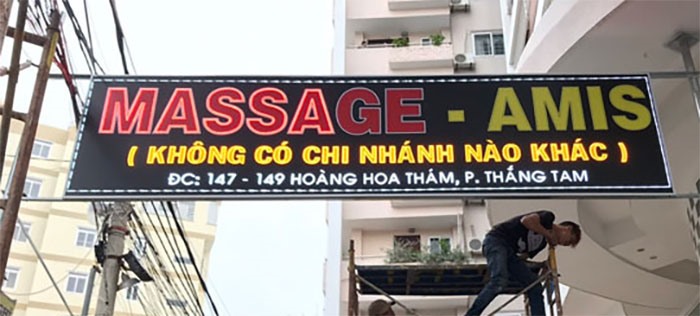 MASSAGE - AMIS
( KHÔNG CÓ CHI NHÁNH NÀO KHÁC )
ĐC: 147 - 149 HOÀNG HOA THÁM, P. THẮNG TAM